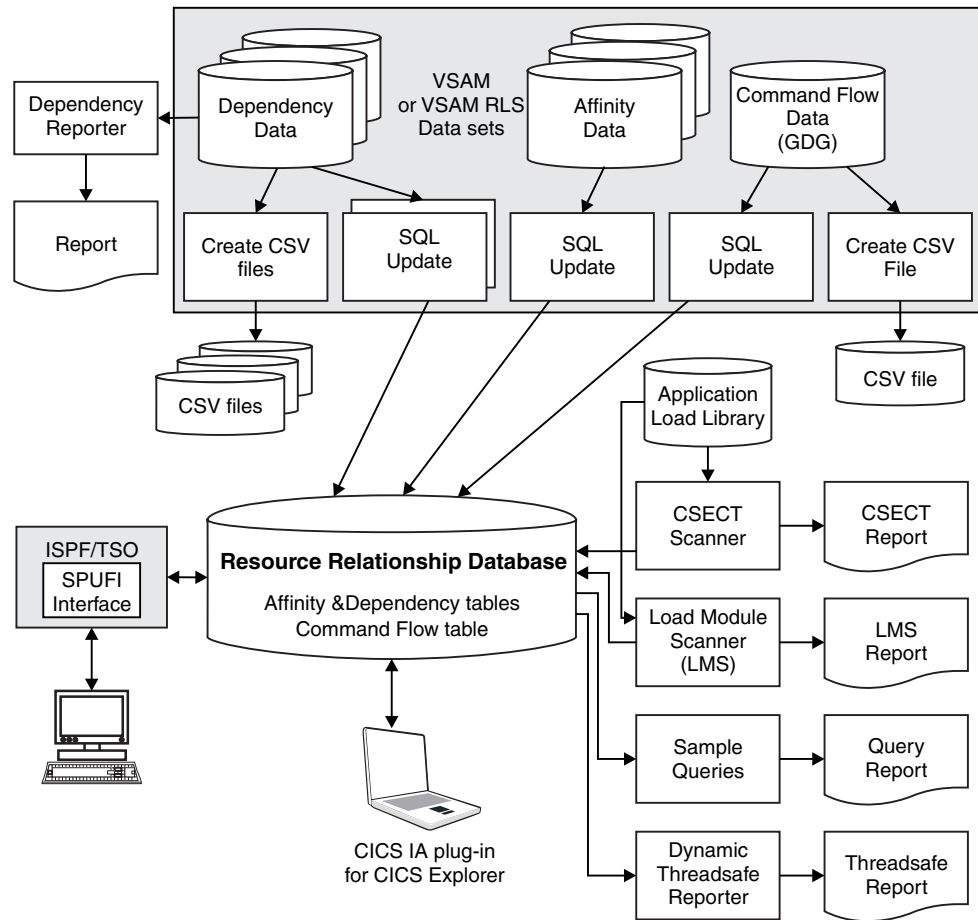 VSAM
or VSAM RLS
Data sets
Dependency
Data
Affinity
Data
Command Flow
Data
(GDG)
Dependency
Reporter
Report
Create CSV
files
SQL
Update
SQL
Update
SQL
Update
Create CSV
File
CSV files
CSV file
Application
Load Library
CSECT
Scanner
CSECT
Report
ISPF/TSO
SPUFI
Interface
Resource Relationship Database
Affinity &Dependency tables
Command Flow table
Load Module
Scanner
(LMS)
LMS
Report
Sample
Queries
Query
Report
CICS IA plug-in
for CICS Explorer
Dynamic
Threadsafe
Reporter
Threadsafe
Report